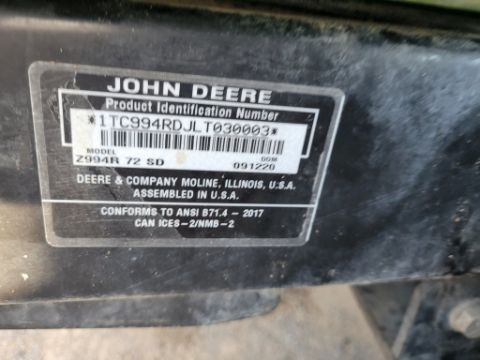 JOHN DEERE
Product Identification Number
*1TC994RDJLT030003*
MODEL DOM
Z994R 72 SD 091220
DEERE & COMPANY MOLINE, ILLINOIS, U.S.A.
ASSEMBLED IN U.S.A.
CONFORMS TO ANSI B71.4 – 2017
CAN ICES-2/NMB-2